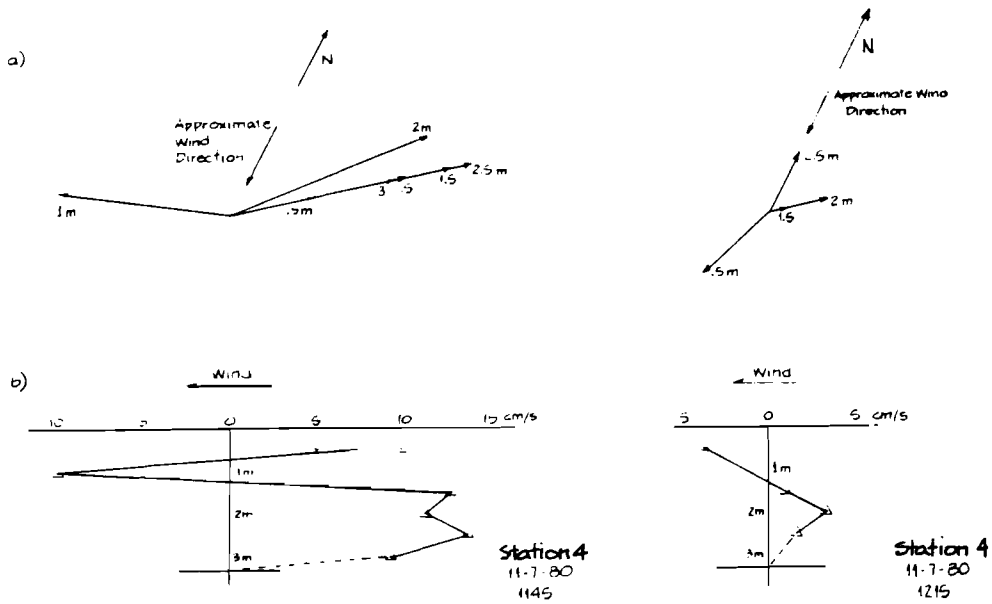 a)
N
Approximate
Wind
Direction
2m
2.5m
1.5
.5
3
.5m
1m
N
Approximate Wind
Direction
2m
1.5
.5m
b)
Wind
0
5
10
15 cm/s
1m
2m
3m
Station 4
11-7-80
1145
Wind
5
0
5 cm/s
1m
2m
3m
Station 4
11-7-80
1215